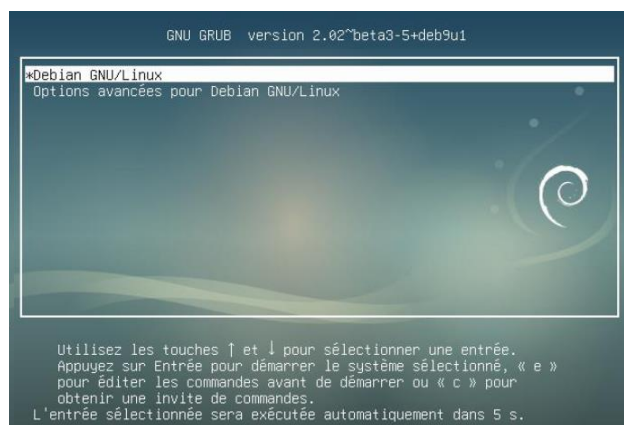 GNU GRUB version 2.02~beta3-5+deb9u1
*Debian GNU/Linux
Options avancées pour Debian GNU/Linux
Utilisez les touches ↑ et ↓ pour sélectionner une entrée.
Appuyez sur Entrée pour démarrer le système sélectionné, « e »
pour éditer les commandes avant de démarrer ou « c » pour
obtenir une invite de commandes.
L'entrée sélectionnée sera exécutée automatiquement dans 5 s.